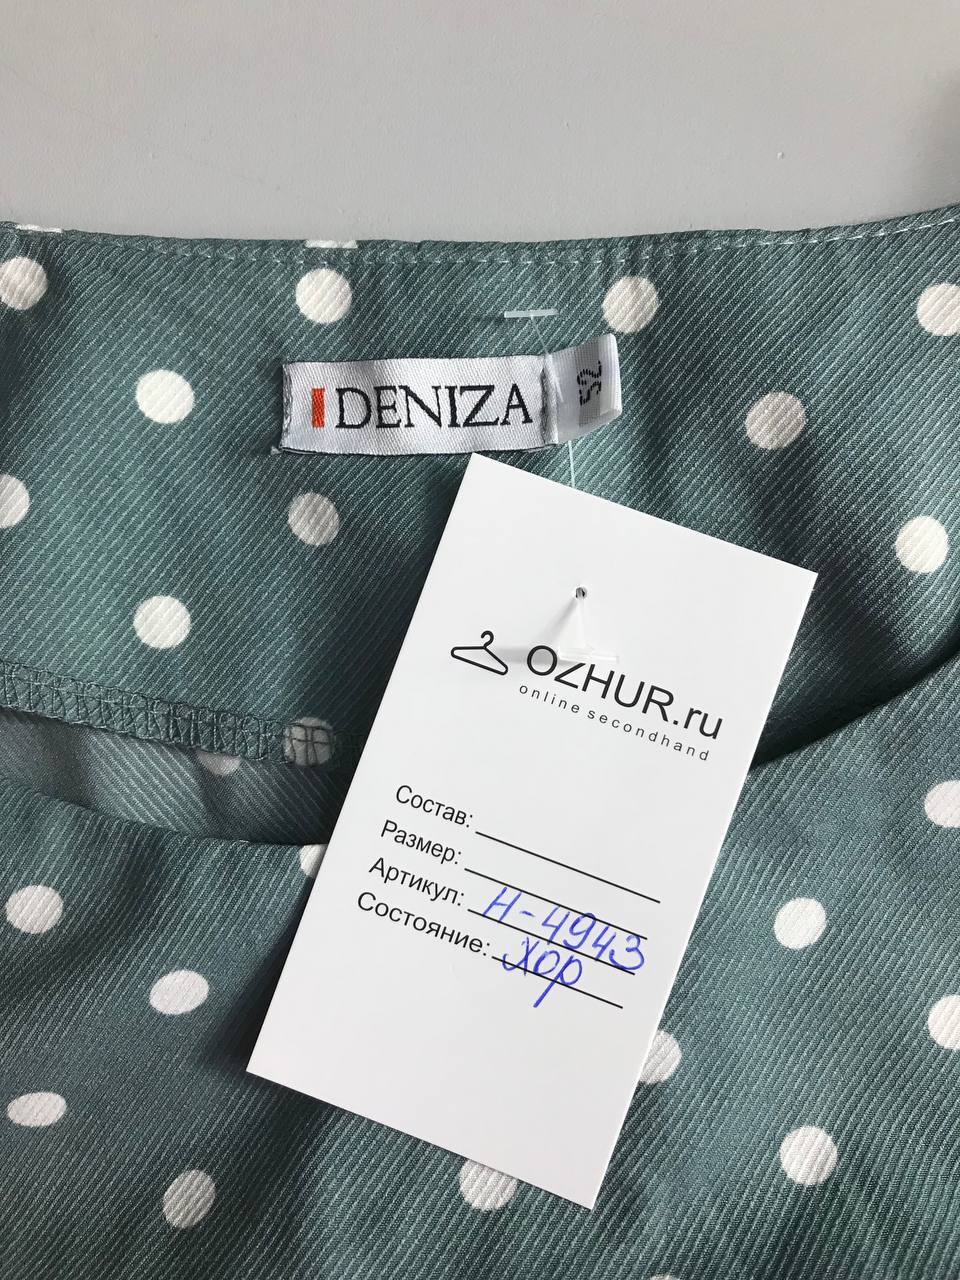 DENIZA
52
OZHUR.ru
online secondhand
Состав:
Размер:
Артикул: Н-4943
Состояние: хор